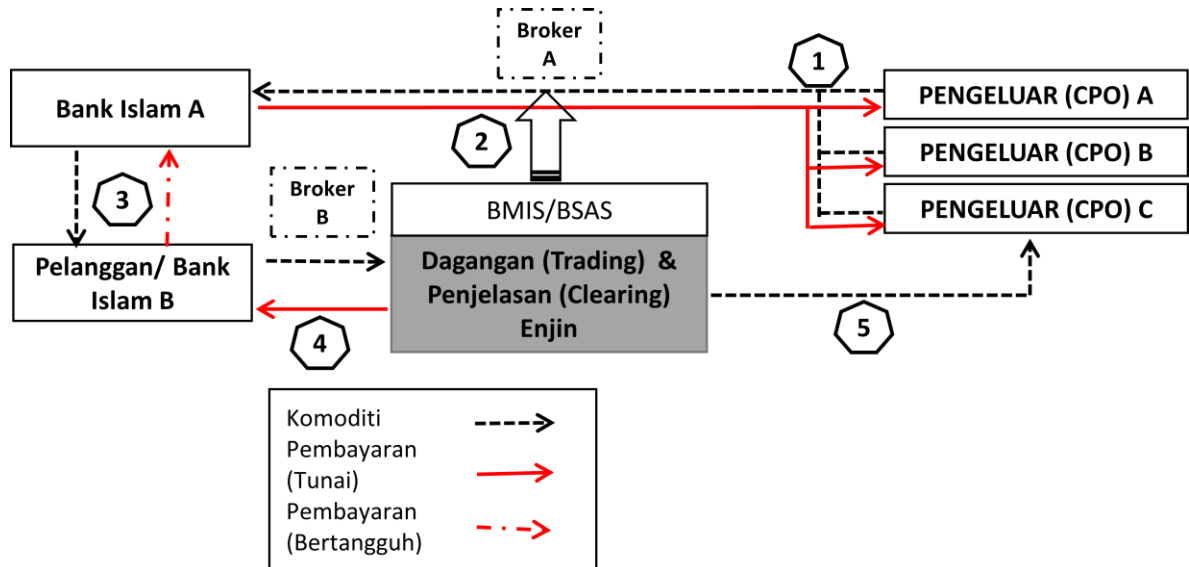 Broker
A
1
Bank Islam A
PENGELUAR (CPO) A
2
PENGELUAR (CPO) B
3
Broker
B
BMIS/BSAS
PENGELUAR (CPO) C
Pelanggan/ Bank
Islam B
Dagangan (Trading) &
Penjelasan (Clearing)
Enjin
4
5
Komoditi
Pembayaran
(Tunai)
Pembayaran
(Bertangguh)